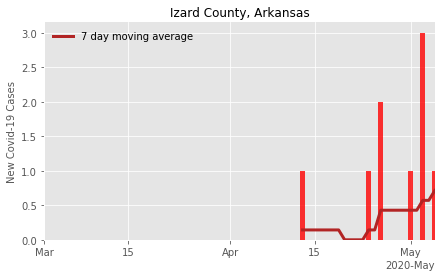 Izard County, Arkansas
7 day moving average
New Covid-19 Cases
3.0
2.5
2.0
1.5
1.0
0.5
0.0
Mar 15 Apr 15 May
2020-May